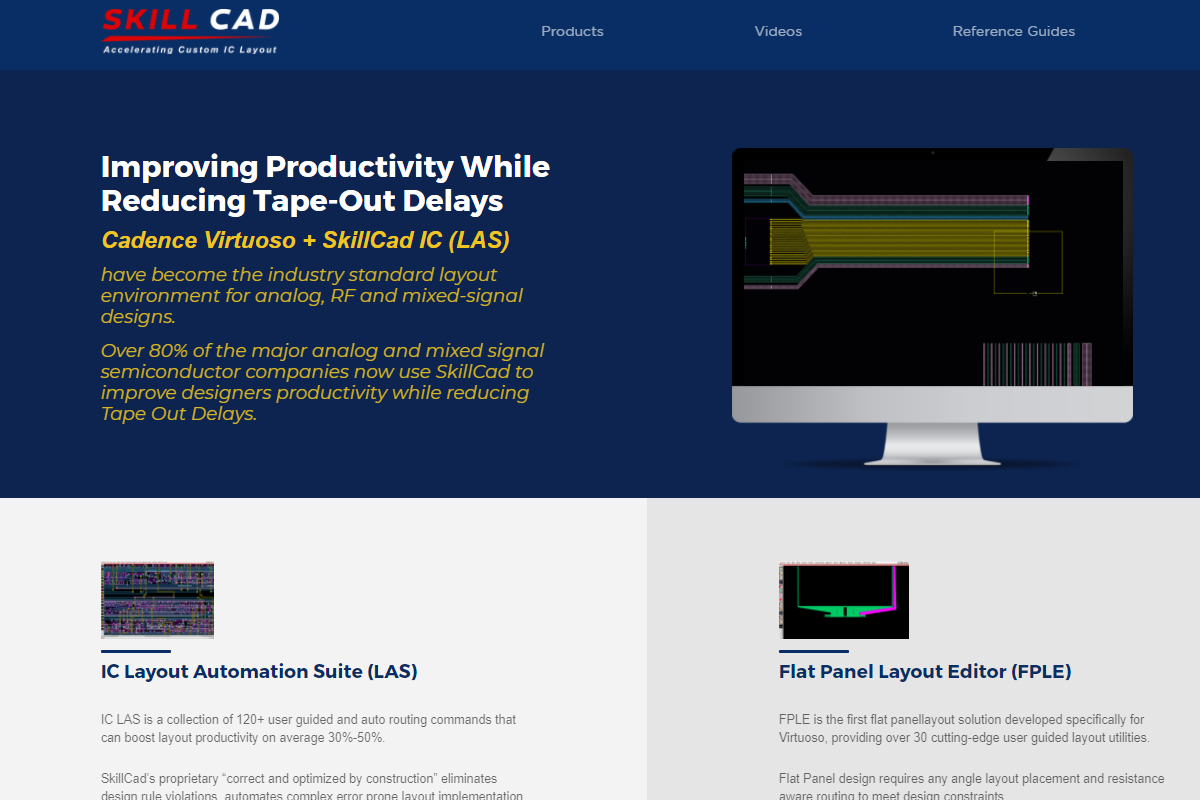 SKILL CAD
Accelerating Custom IC Layout
Products
Videos
Reference Guides
Improving Productivity While
Reducing Tape-Out Delays
Cadence Virtuoso + SkillCad IC (LAS)
have become the industry standard layout
environment for analog, RF and mixed-signal
designs.
Over 80% of the major analog and mixed signal
semiconductor companies now use SkillCad to
improve designers productivity while reducing
Tape Out Delays.
IC Layout Automation Suite (LAS)
IC LAS is a collection of 120+ user guided and auto routing commands that
can boost layout productivity on average 30%-50%.
SkillCad's proprietary “correct and optimized by construction” eliminates
design rule violations, automates complex error prone layout implementation
Flat Panel Layout Editor (FPLE)
FPLE is the first flat panellayout solution developed specifically for
Virtuoso, providing over 30 cutting-edge user guided layout utilities.
Flat Panel design requires any angle layout placement and resistance
aware routing to meet design constraints